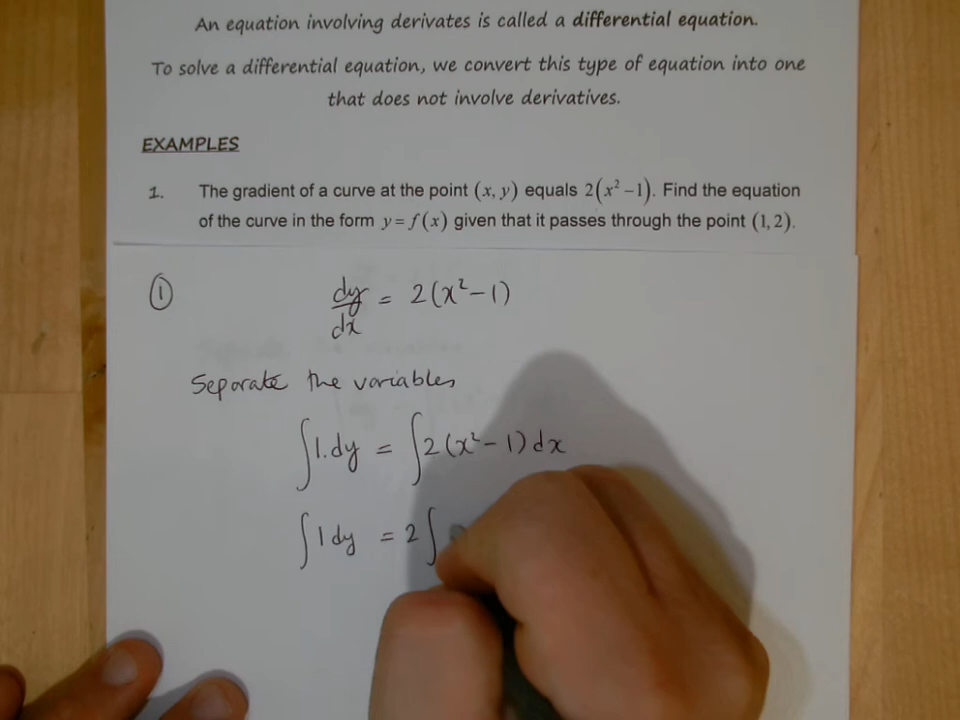 An equation involving derivates is called a differential equation.
To solve a differential equation, we convert this type of equation into one
that does not involve derivatives.
EXAMPLES
1. The gradient of a curve at the point (x, y) equals 2(x² −1). Find the equation
of the curve in the form y = f(x) given that it passes through the point (1,2).
① dy/dx = 2(x²−1)
Separate the variables
∫1.dy = ∫2(x²−1)dx
∫1dy = 2∫